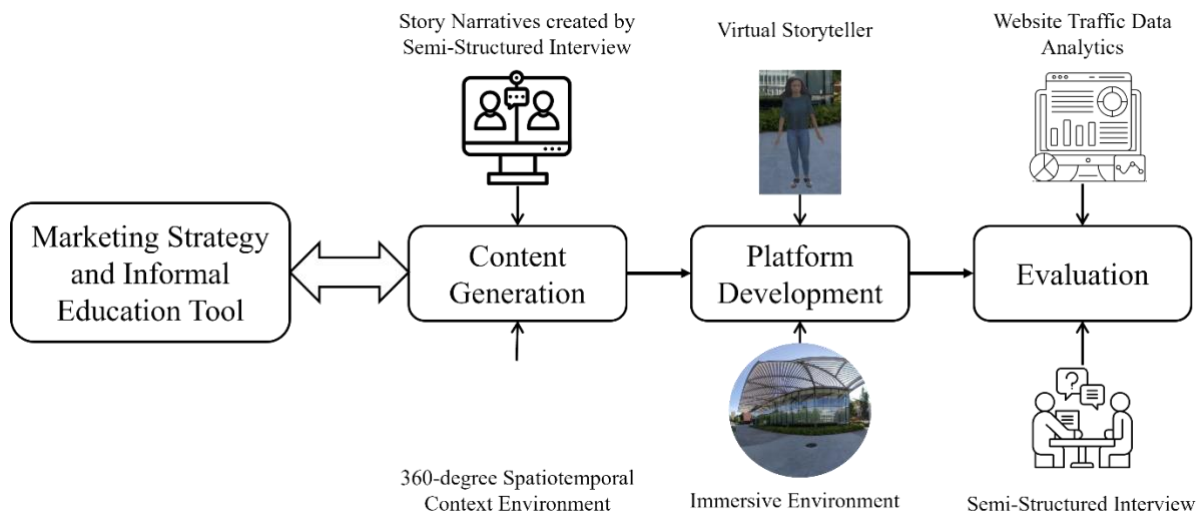 Story Narratives created by
Semi-Structured Interview
Virtual Storyteller
Website Traffic Data
Analytics
Marketing Strategy
and Informal
Education Tool
Content
Generation
Platform
Development
Evaluation
360-degree Spatiotemporal
Context Environment
Immersive Environment
Semi-Structured Interview